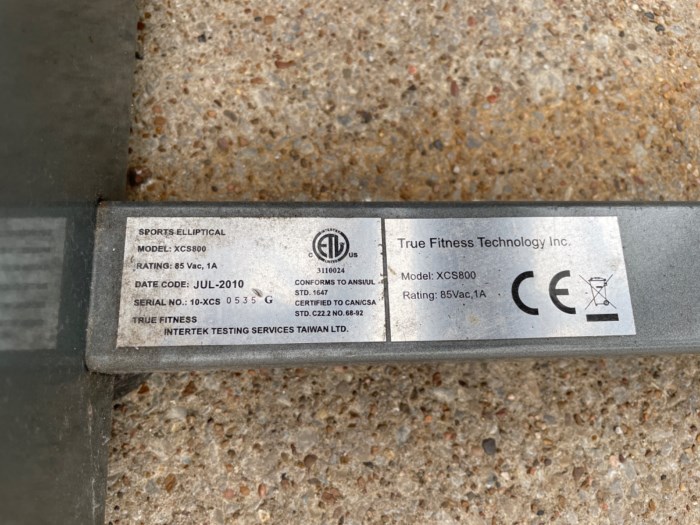 SPORTS ELLIPTICAL
MODEL: XCS800
RATING: 85 Vac, 1A
DATE CODE: JUL-2010
SERIAL NO.: 10-XCS 0535 G
TRUE FITNESS
INTERTEK TESTING SERVICES TAIWAN LTD.
ETL
C US
3110024
CONFORMS TO ANSI/UL
STD. 1647
CERTIFIED TO CAN/CSA
STD. C22.2 NO. 68-92
True Fitness Technology Inc.
Model: XCS800
Rating: 85Vac,1A
CE